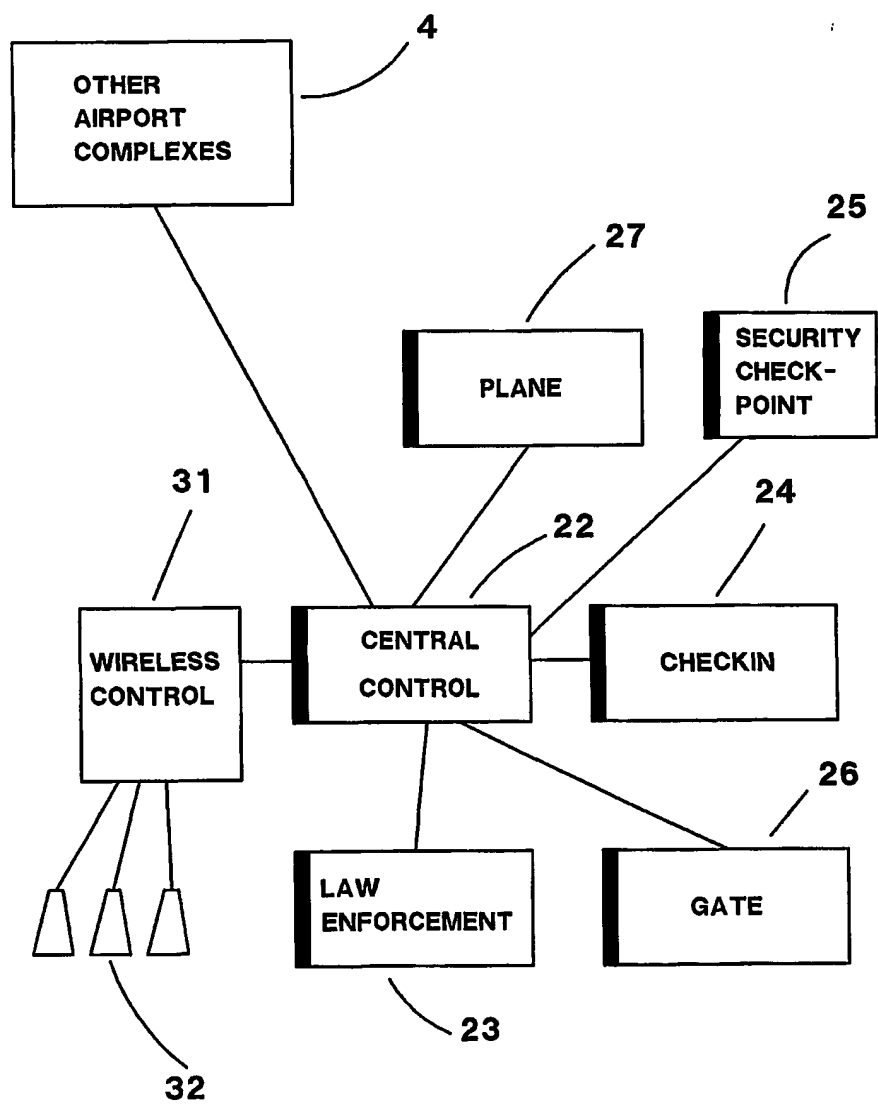 4
OTHER
AIRPORT
COMPLEXES
25
27
SECURITY
CHECK-
POINT
PLANE
31
24
22
WIRELESS
CONTROL
CENTRAL
CONTROL
CHECKIN
26
LAW
ENFORCEMENT
GATE
23
32